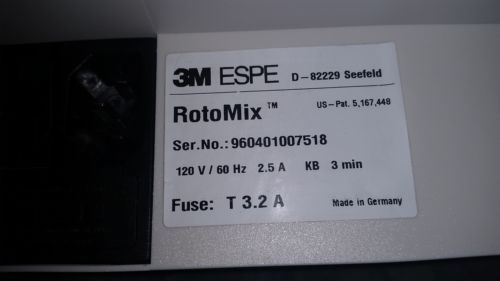 3M ESPE D-82229 Seefeld
RotoMix™ US-Pat. 5,167,448
Ser.No.: 960401007518
120 V / 60 Hz 2.5 A KB 3 min
Fuse: T 3.2 A Made in Germany